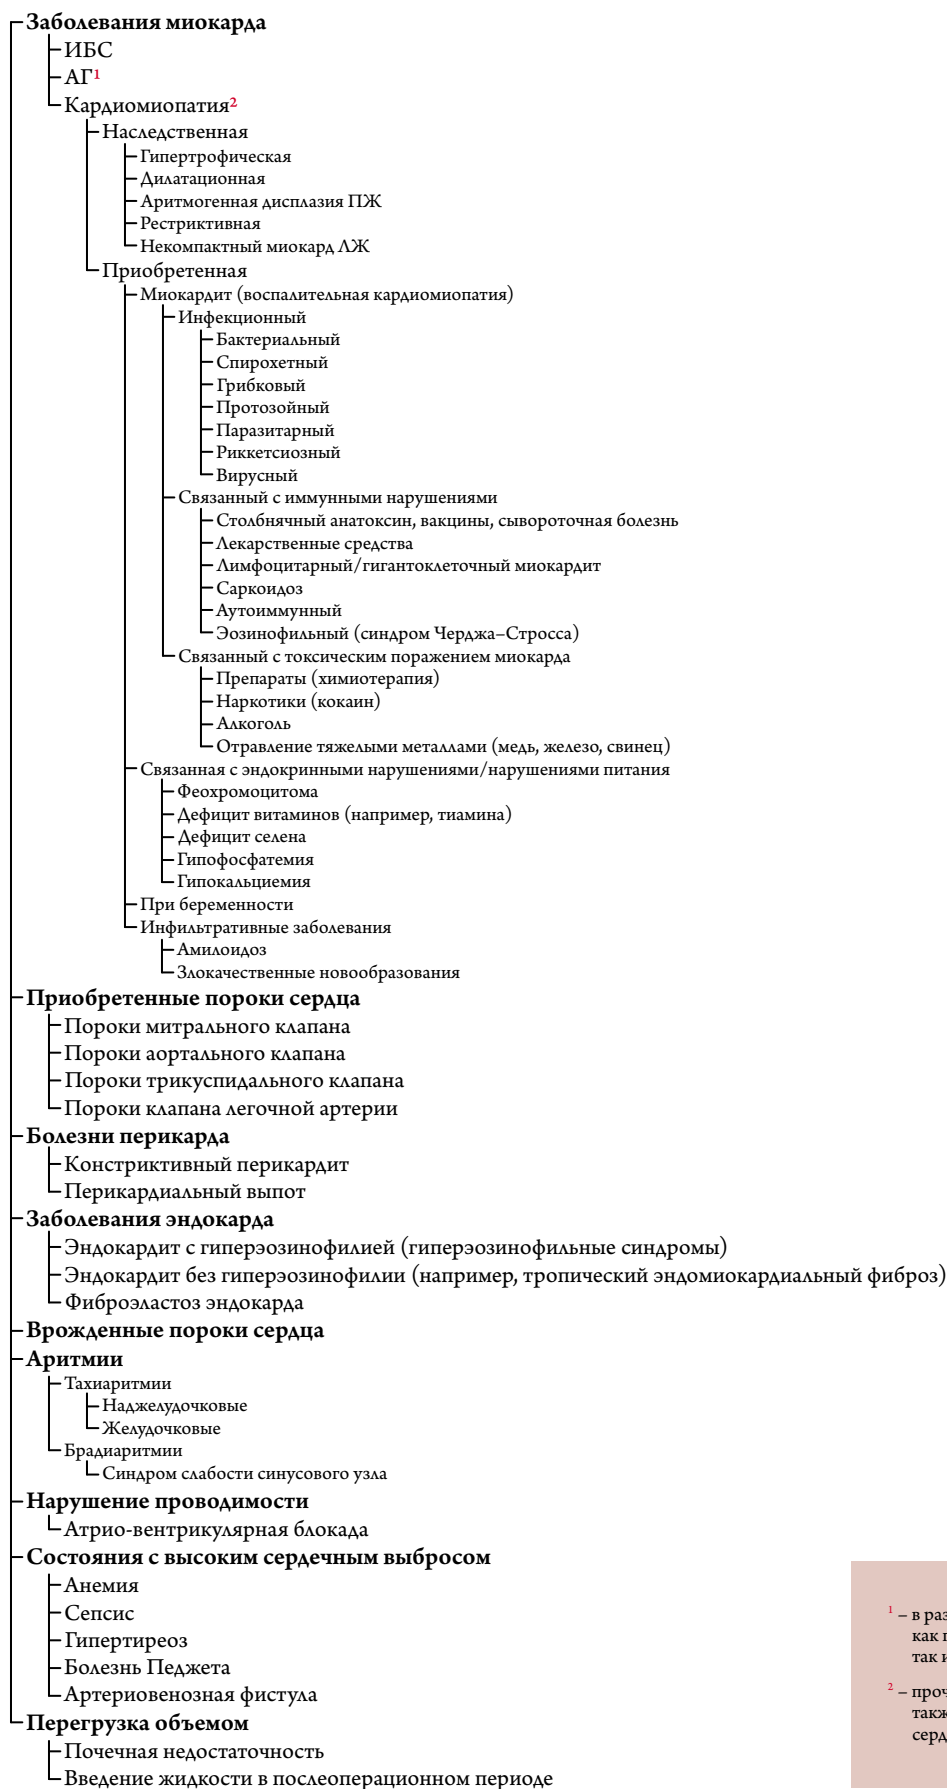 Заболевания миокарда
ИБС
АГ1
Кардиомиопатия2
Наследственная
Гипертрофическая
Дилатационная
Аритмогенная дисплазия ПЖ
Рестриктивная
Некомпактный миокард ЛЖ
Приобретенная
Миокардит (воспалительная кардиомиопатия)
Инфекционный
Бактериальный
Спирохетный
Грибковый
Протозойный
Паразитарный
Риккетсиозный
Вирусный
Связанный с иммунными нарушениями
Столбнячный анатоксин, вакцины, сывороточная болезнь
Лекарственные средства
Лимфоцитарный/гигантоклеточный миокардит
Саркоидоз
Аутоиммунный
Эозинофильный (синдром Черджа–Стросса)
Связанный с токсическим поражением миокарда
Препараты (химиотерапия)
Наркотики (кокаин)
Алкоголь
Отравление тяжелыми металлами (медь, железо, свинец)
Связанная с эндокринными нарушениями/нарушениями питания
Феохромоцитома
Дефицит витаминов (например, тиамина)
Дефицит селена
Гипофосфатемия
Гипокальциемия
При беременности
Инфильтративные заболевания
Амилоидоз
Злокачественные новообразования
Приобретенные пороки сердца
Пороки митрального клапана
Пороки аортального клапана
Пороки трикуспидального клапана
Пороки клапана легочной артерии
Болезни перикарда
Констриктивный перикардит
Перикардиальный выпот
Заболевания эндокарда
Эндокардит с гиперэозинофилией (гиперэозинофильные синдромы)
Эндокардит без гиперэозинофилии (например, тропический эндомиокардиальный фиброз)
Фиброэластоз эндокарда
Врожденные пороки сердца
Аритмии
Тахиаритмии
Наджелудочковые
Желудочковые
Брадиаритмии
Синдром слабости синусового узла
Нарушение проводимости
Атрио-вентрикулярная блокада
Состояния с высоким сердечным выбросом
Анемия
Сепсис
Гипертиреоз
Болезнь Педжета
Артериовенозная фистула
Перегрузка объемом
Почечная недостаточность
Введение жидкости в послеоперационном периоде
1 – в раз
как
так и
2 – проч
такж
серд